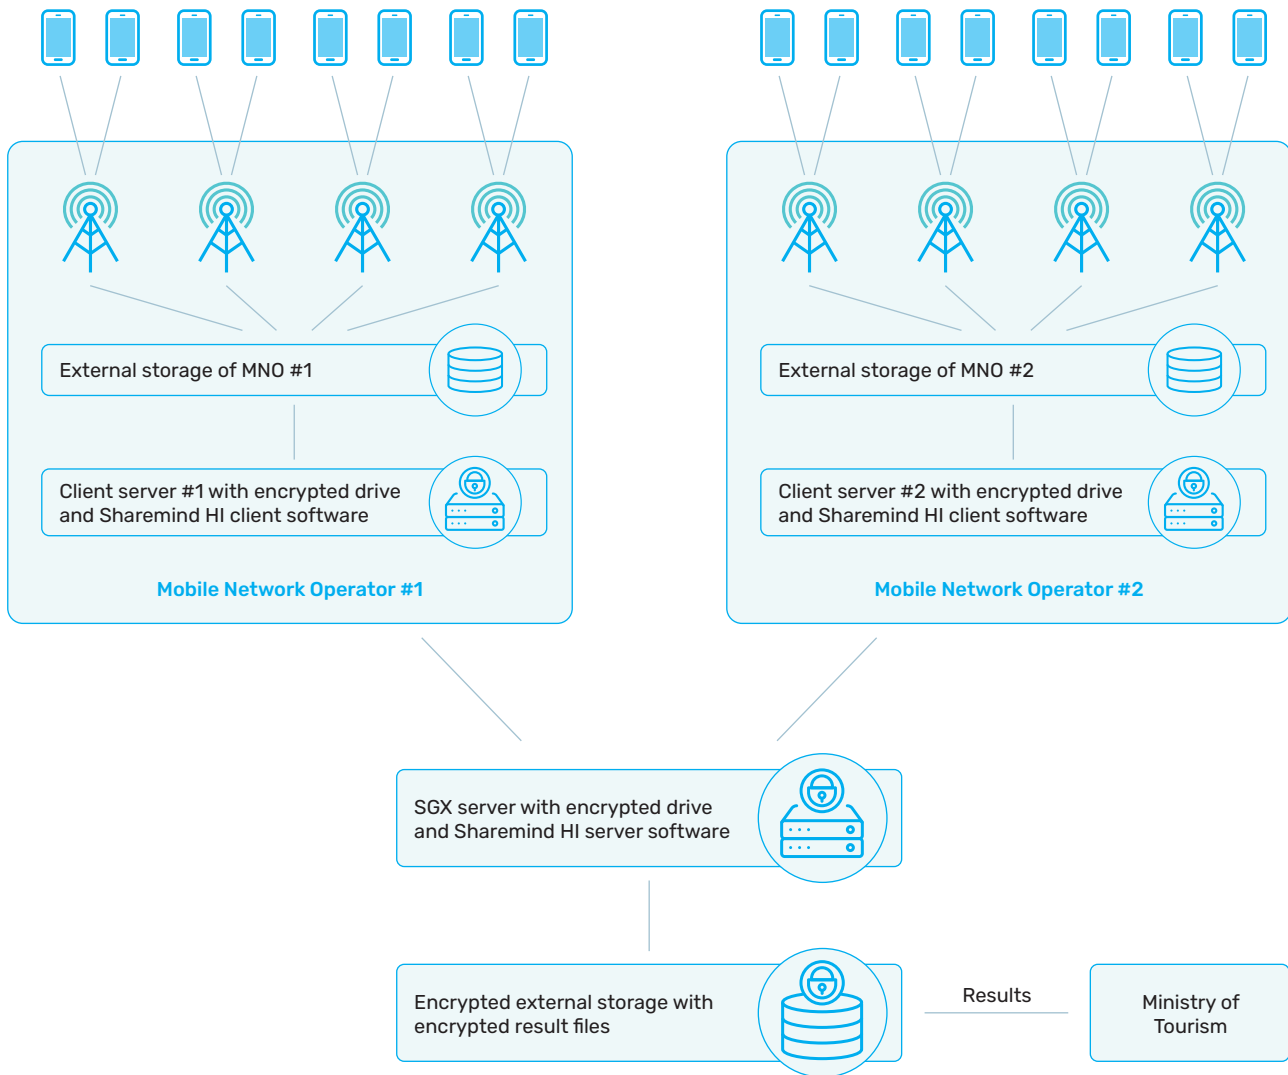 External storage of MNO #1
Client server #1 with encrypted drive
and Sharemind HI client software
Mobile Network Operator #1
External storage of MNO #2
Client server #2 with encrypted drive
and Sharemind HI client software
Mobile Network Operator #2
SGX server with encrypted drive
and Sharemind HI server software
Encrypted external storage with
encrypted result files
Results
Ministry of
Tourism